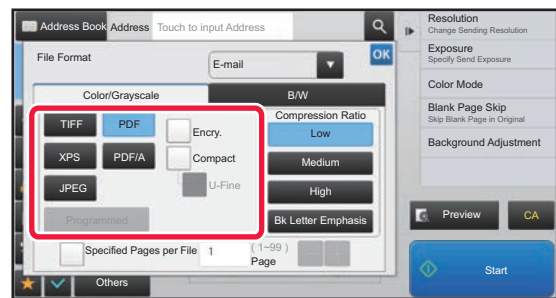 Address Book Address Touch to input Address
File Format
E-mail
OK
Color/Grayscale B/W
TIFF PDF Encry.
XPS PDF/A Compact
JPEG U-Fine
Programmed
Compression Ratio
Low
Medium
High
Bk Letter Emphasis
Specified Pages per File 1 (1~99)
Page
Others
Resolution
Change Sending Resolution
Exposure
Specify Send Exposure
Color Mode
Blank Page Skip
Skip Blank Page in Original
Background Adjustment
Preview CA
Start